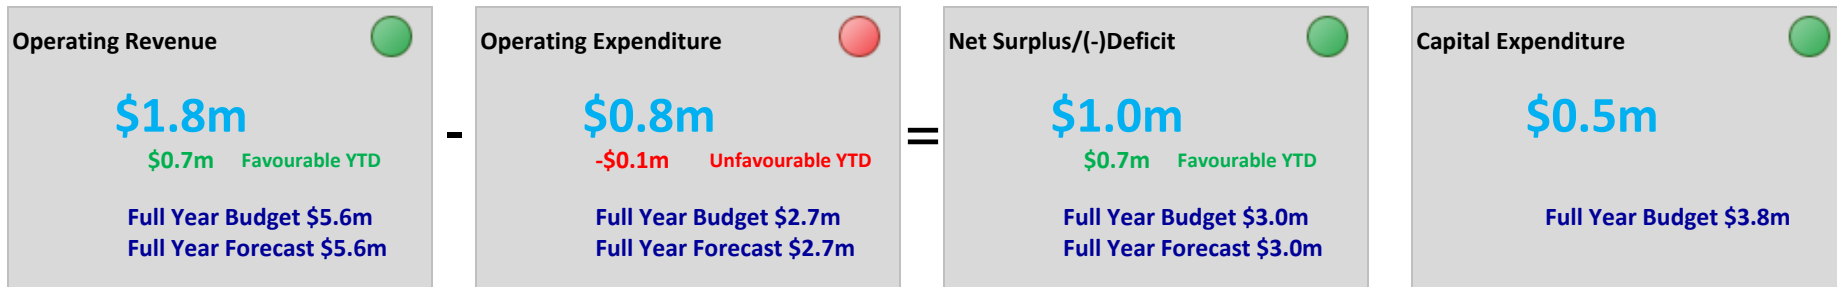 Operating Revenue
$1.8m
$0.7m Favourable YTD
Full Year Budget $5.6m
Full Year Forecast $5.6m
-
Operating Expenditure
$0.8m
-$0.1m Unfavourable YTD
Full Year Budget $2.7m
Full Year Forecast $2.7m
=
Net Surplus/(-)Deficit
$1.0m
$0.7m Favourable YTD
Full Year Budget $3.0m
Full Year Forecast $3.0m
Capital Expenditure
$0.5m
Full Year Budget $3.8m